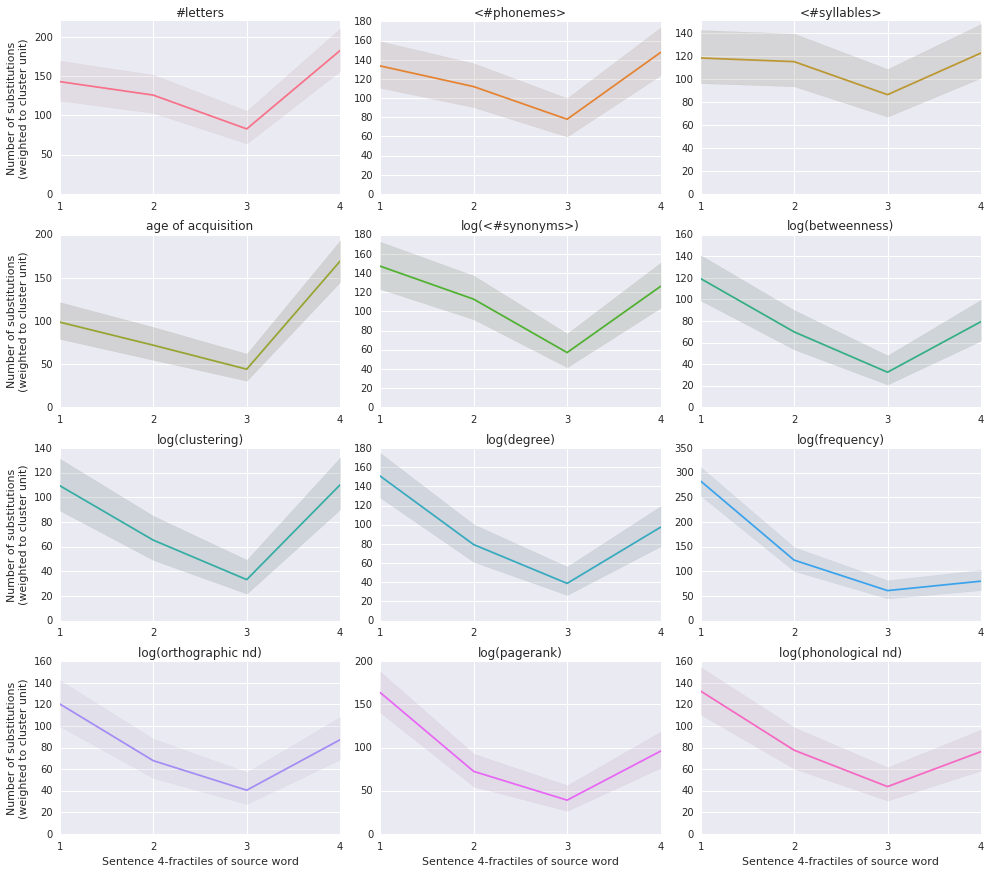 #letters
<#phonemes>
<#syllables>
Number of substitutions
(weighted to cluster unit)
200
150
100
50
0
1 2 3 4
180
160
140
120
100
80
60
40
20
0
1 2 3 4
140
120
100
80
60
40
20
0
1 2 3 4
age of acquisition
log(<#synonyms>)
log(betweenness)
Number of substitutions
(weighted to cluster unit)
200
150
100
50
0
1 2 3 4
180
160
140
120
100
80
60
40
20
0
1 2 3 4
160
140
120
100
80
60
40
20
0
1 2 3 4
log(clustering)
log(degree)
log(frequency)
Number of substitutions
(weighted to cluster unit)
140
120
100
80
60
40
20
0
1 2 3 4
180
160
140
120
100
80
60
40
20
0
1 2 3 4
350
300
250
200
150
100
50
0
1 2 3 4
log(orthographic nd)
log(pagerank)
log(phonological nd)
Number of substitutions
(weighted to cluster unit)
160
140
120
100
80
60
40
20
0
1 2 3 4
Sentence 4-fractiles of source word
200
150
100
50
0
1 2 3 4
Sentence 4-fractiles of source word
160
140
120
100
80
60
40
20
0
1 2 3 4
Sentence 4-fractiles of source word